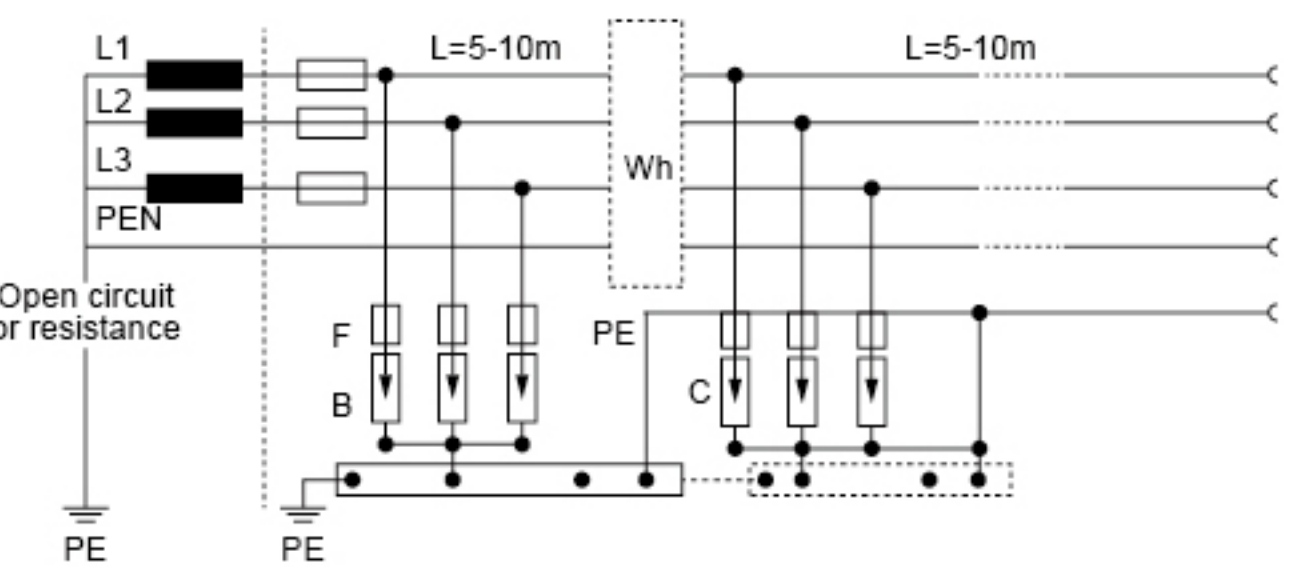 L1
L=5-10m
L=5-10m
L2
L3
Wh
PEN
Open circuit
or resistance
F
PE
B
C
PE
PE